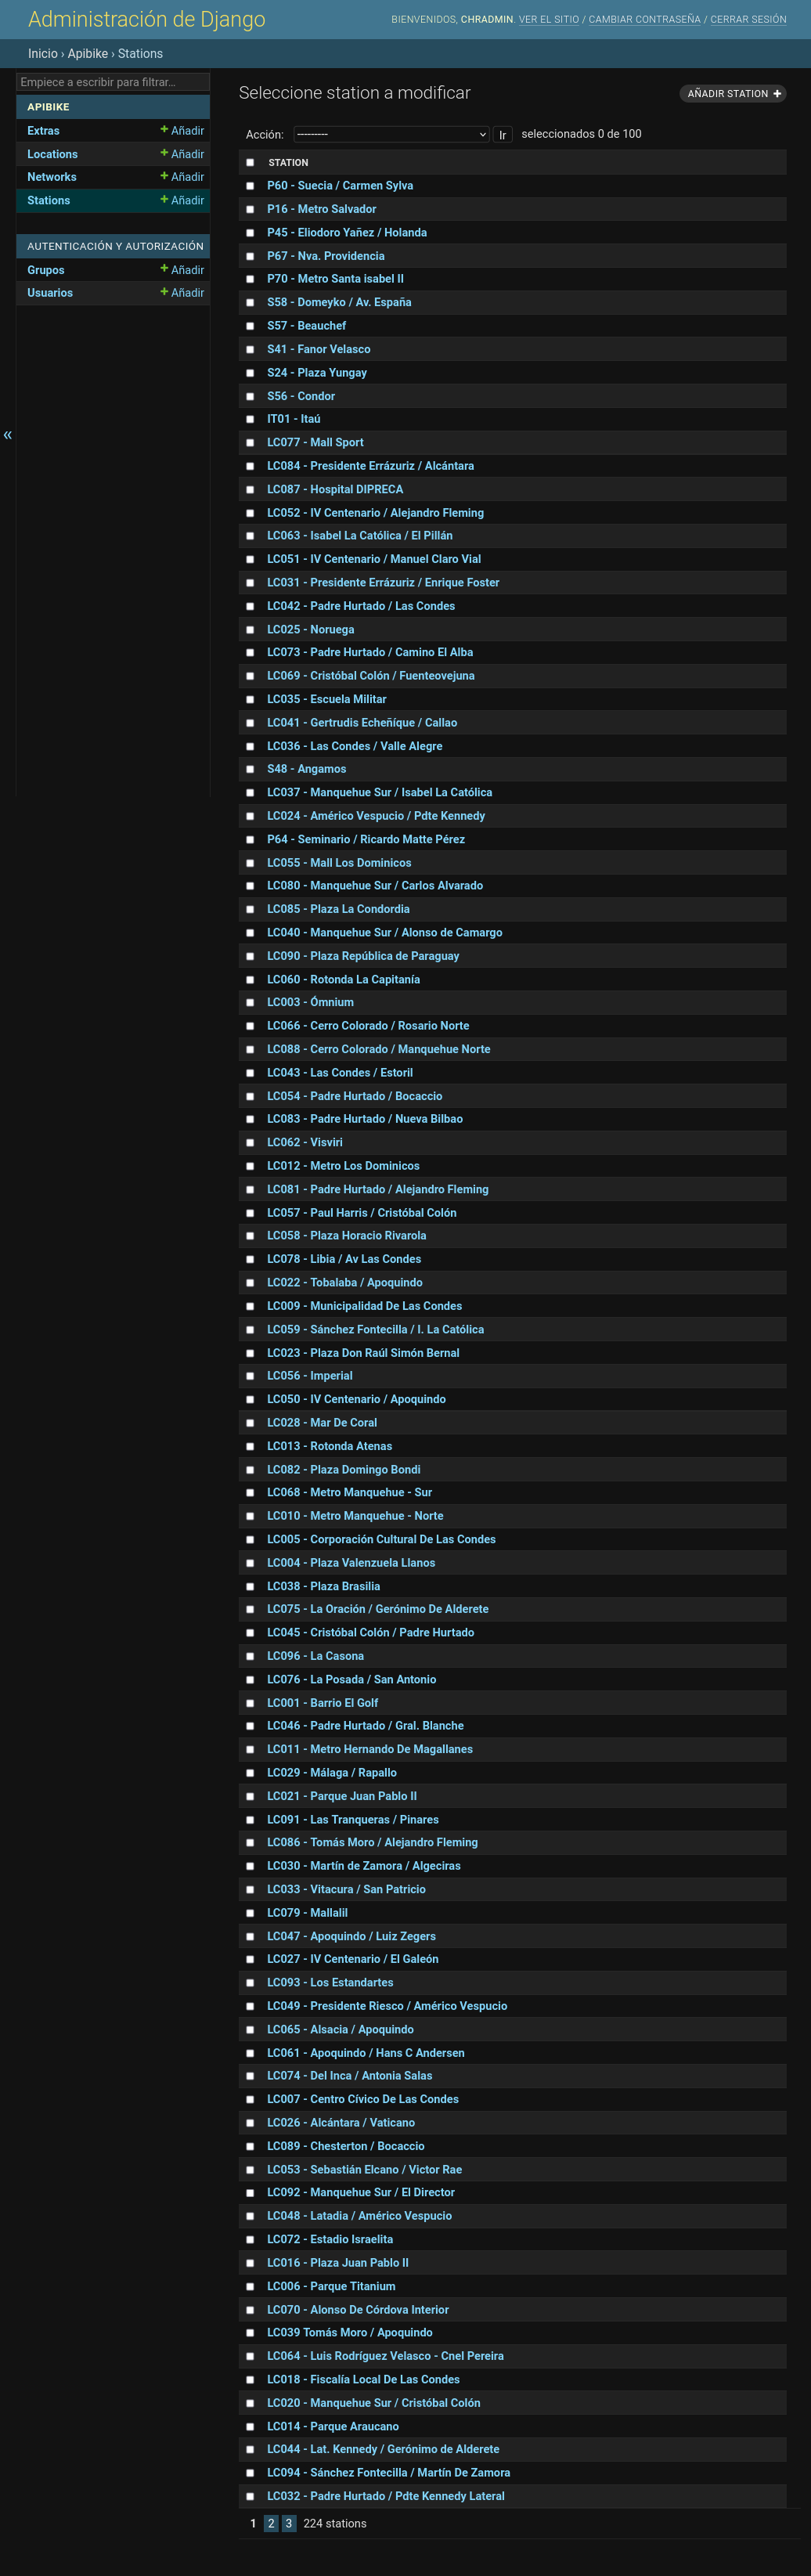 Administración de Django
BIENVENIDOS, CHRADMIN. VER EL SITIO / CAMBIAR CONTRASEÑA / CERRAR SESIÓN
Inicio › Apibike › Stations
Empiece a escribir para filtrar...
APIBIKE
Extras + Añadir
Locations + Añadir
Networks + Añadir
Stations + Añadir
AUTENTICACIÓN Y AUTORIZACIÓN
Grupos + Añadir
Usuarios + Añadir
«
Seleccione station a modificar
AÑADIR STATION +
Acción: --------- Ir seleccionados 0 de 100
STATION
P60 - Suecia / Carmen Sylva
P16 - Metro Salvador
P45 - Eliodoro Yañez / Holanda
P67 - Nva. Providencia
P70 - Metro Santa isabel II
S58 - Domeyko / Av. España
S57 - Beauchef
S41 - Fanor Velasco
S24 - Plaza Yungay
S56 - Condor
IT01 - Itaú
LC077 - Mall Sport
LC084 - Presidente Errázuriz / Alcántara
LC087 - Hospital DIPRECA
LC052 - IV Centenario / Alejandro Fleming
LC063 - Isabel La Católica / El Pillán
LC051 - IV Centenario / Manuel Claro Vial
LC031 - Presidente Errázuriz / Enrique Foster
LC042 - Padre Hurtado / Las Condes
LC025 - Noruega
LC073 - Padre Hurtado / Camino El Alba
LC069 - Cristóbal Colón / Fuenteovejuna
LC035 - Escuela Militar
LC041 - Gertrudis Echeñíque / Callao
LC036 - Las Condes / Valle Alegre
S48 - Angamos
LC037 - Manquehue Sur / Isabel La Católica
LC024 - Américo Vespucio / Pdte Kennedy
P64 - Seminario / Ricardo Matte Pérez
LC055 - Mall Los Dominicos
LC080 - Manquehue Sur / Carlos Alvarado
LC085 - Plaza La Condordia
LC040 - Manquehue Sur / Alonso de Camargo
LC090 - Plaza República de Paraguay
LC060 - Rotonda La Capitanía
LC003 - Ómnium
LC066 - Cerro Colorado / Rosario Norte
LC088 - Cerro Colorado / Manquehue Norte
LC043 - Las Condes / Estoril
LC054 - Padre Hurtado / Bocaccio
LC083 - Padre Hurtado / Nueva Bilbao
LC062 - Visviri
LC012 - Metro Los Dominicos
LC081 - Padre Hurtado / Alejandro Fleming
LC057 - Paul Harris / Cristóbal Colón
LC058 - Plaza Horacio Rivarola
LC078 - Libia / Av Las Condes
LC022 - Tobalaba / Apoquindo
LC009 - Municipalidad De Las Condes
LC059 - Sánchez Fontecilla / I. La Católica
LC023 - Plaza Don Raúl Simón Bernal
LC056 - Imperial
LC050 - IV Centenario / Apoquindo
LC028 - Mar De Coral
LC013 - Rotonda Atenas
LC082 - Plaza Domingo Bondi
LC068 - Metro Manquehue - Sur
LC010 - Metro Manquehue - Norte
LC005 - Corporación Cultural De Las Condes
LC004 - Plaza Valenzuela Llanos
LC038 - Plaza Brasilia
LC075 - La Oración / Gerónimo De Alderete
LC045 - Cristóbal Colón / Padre Hurtado
LC096 - La Casona
LC076 - La Posada / San Antonio
LC001 - Barrio El Golf
LC046 - Padre Hurtado / Gral. Blanche
LC011 - Metro Hernando De Magallanes
LC029 - Málaga / Rapallo
LC021 - Parque Juan Pablo II
LC091 - Las Tranqueras / Pinares
LC086 - Tomás Moro / Alejandro Fleming
LC030 - Martín de Zamora / Algeciras
LC033 - Vitacura / San Patricio
LC079 - Mallalil
LC047 - Apoquindo / Luiz Zegers
LC027 - IV Centenario / El Galeón
LC093 - Los Estandartes
LC049 - Presidente Riesco / Américo Vespucio
LC065 - Alsacia / Apoquindo
LC061 - Apoquindo / Hans C Andersen
LC074 - Del Inca / Antonia Salas
LC007 - Centro Cívico De Las Condes
LC026 - Alcántara / Vaticano
LC089 - Chesterton / Bocaccio
LC053 - Sebastián Elcano / Victor Rae
LC092 - Manquehue Sur / El Director
LC048 - Latadia / Américo Vespucio
LC072 - Estadio Israelita
LC016 - Plaza Juan Pablo II
LC006 - Parque Titanium
LC070 - Alonso De Córdova Interior
LC039 Tomás Moro / Apoquindo
LC064 - Luis Rodríguez Velasco - Cnel Pereira
LC018 - Fiscalía Local De Las Condes
LC020 - Manquehue Sur / Cristóbal Colón
LC014 - Parque Araucano
LC044 - Lat. Kennedy / Gerónimo de Alderete
LC094 - Sánchez Fontecilla / Martín De Zamora
LC032 - Padre Hurtado / Pdte Kennedy Lateral
1 2 3 224 stations